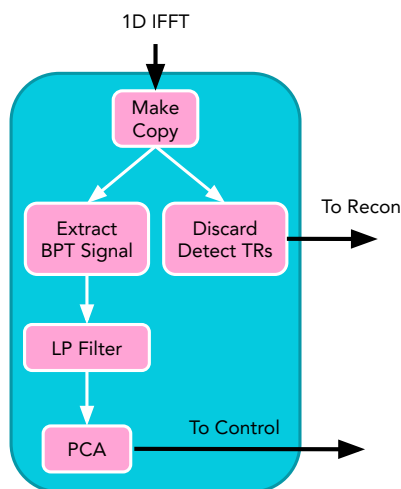 1D IFFT
Make
Copy
Extract
BPT Signal
Discard
Detect TRs
To Recon
LP Filter
PCA
To Control